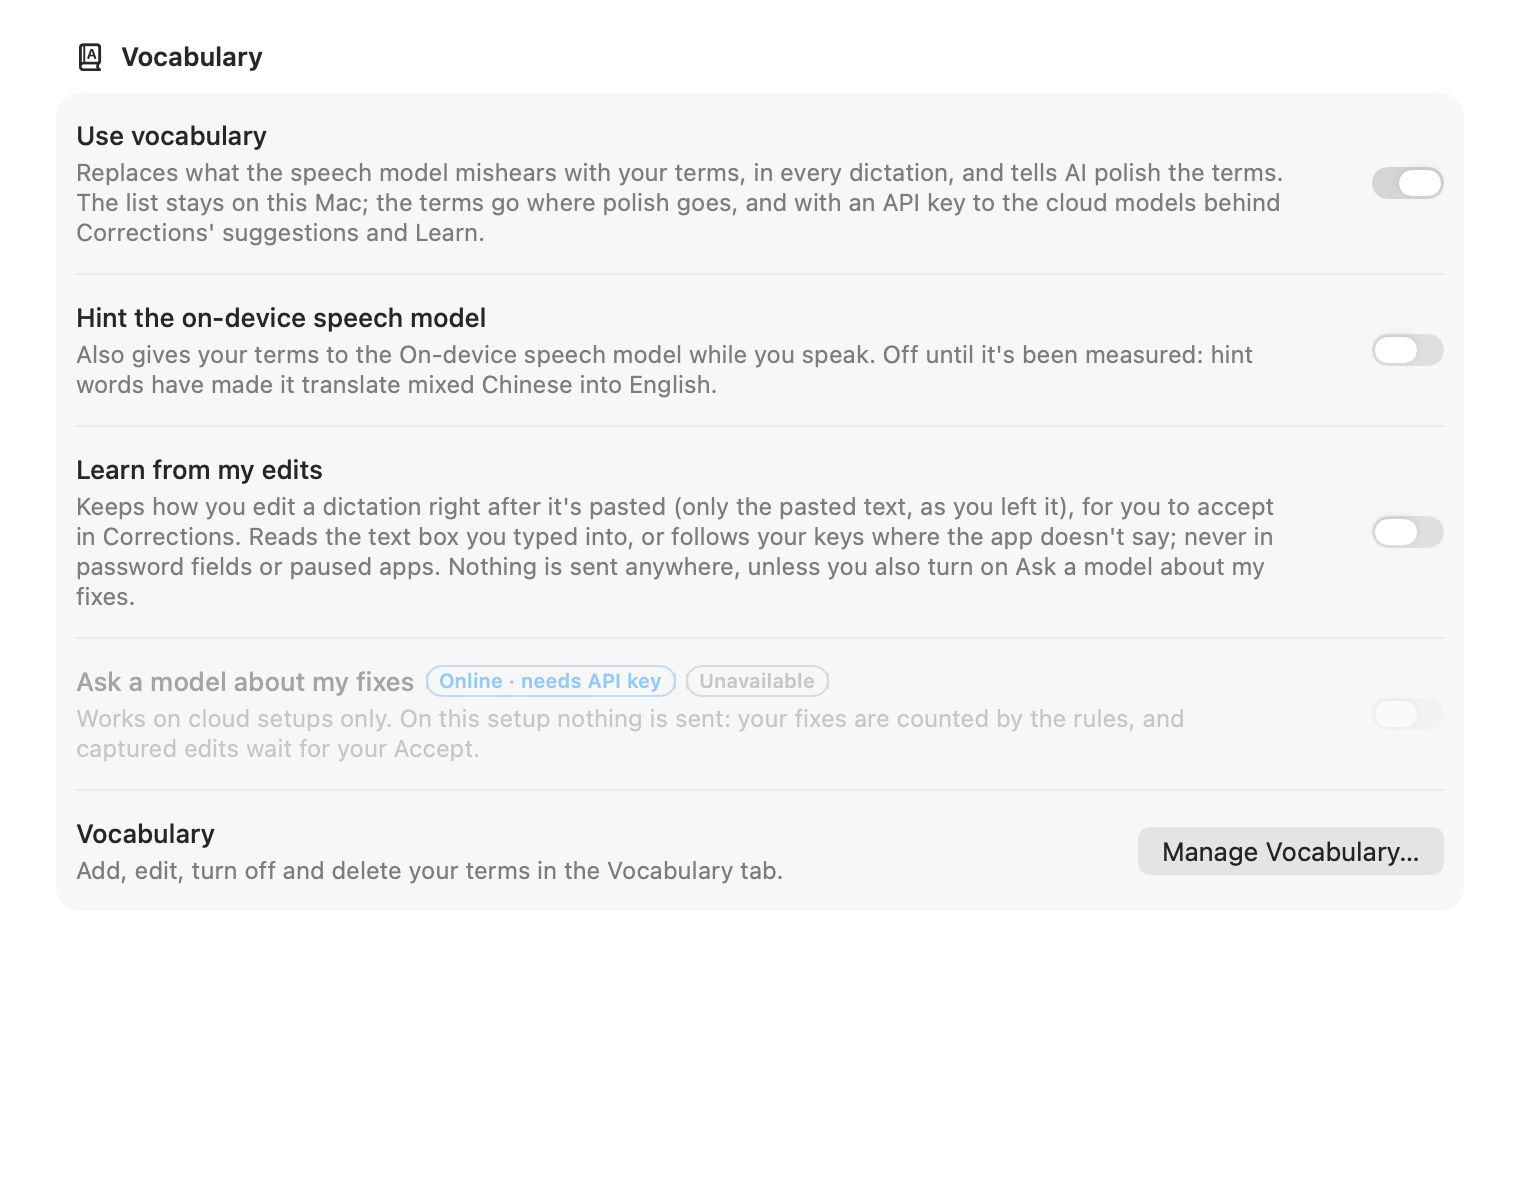 Vocabulary
Use vocabulary
Replaces what the speech model mishears with your terms, in every dictation, and tells AI polish the terms.
The list stays on this Mac; the terms go where polish goes, and with an API key to the cloud models behind
Corrections' suggestions and Learn.
Hint the on-device speech model
Also gives your terms to the On-device speech model while you speak. Off until it's been measured: hint
words have made it translate mixed Chinese into English.
Learn from my edits
Keeps how you edit a dictation right after it's pasted (only the pasted text, as you left it), for you to accept
in Corrections. Reads the text box you typed into, or follows your keys where the app doesn't say; never in
password fields or paused apps. Nothing is sent anywhere, unless you also turn on Ask a model about my
fixes.
Ask a model about my fixes Online · needs API key Unavailable
Works on cloud setups only. On this setup nothing is sent: your fixes are counted by the rules, and
captured edits wait for your Accept.
Vocabulary
Add, edit, turn off and delete your terms in the Vocabulary tab.
Manage Vocabulary...